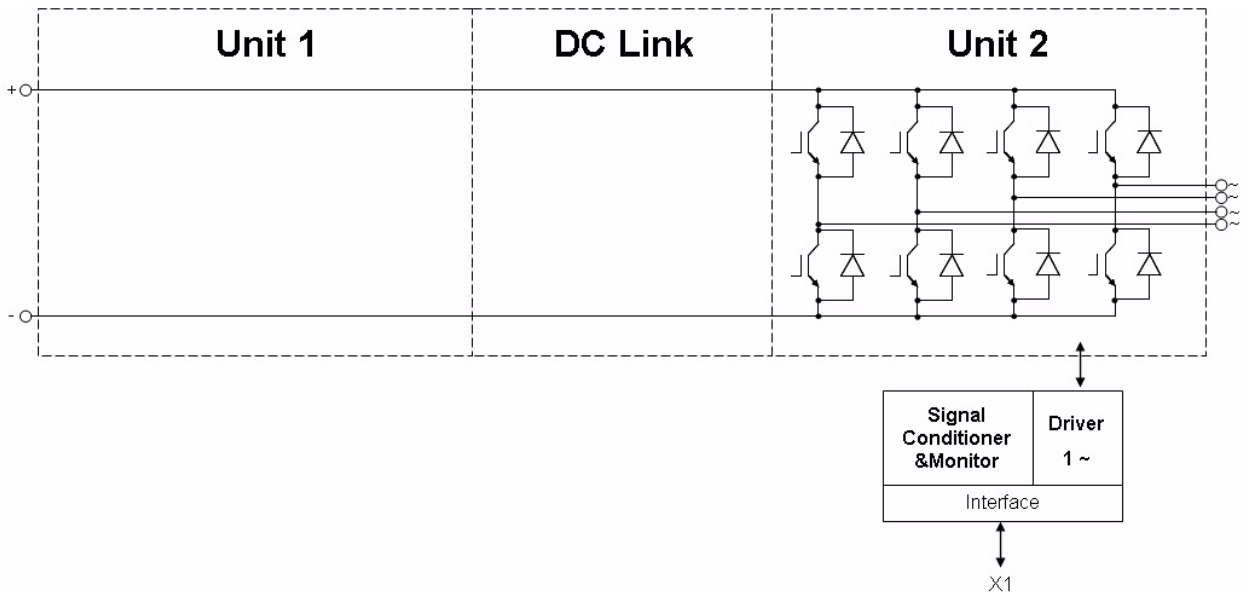 Unit 1
DC Link
Unit 2
+
~
~
~
~
-
Signal
Conditioner
&Monitor
Driver
1 ~
Interface
X1